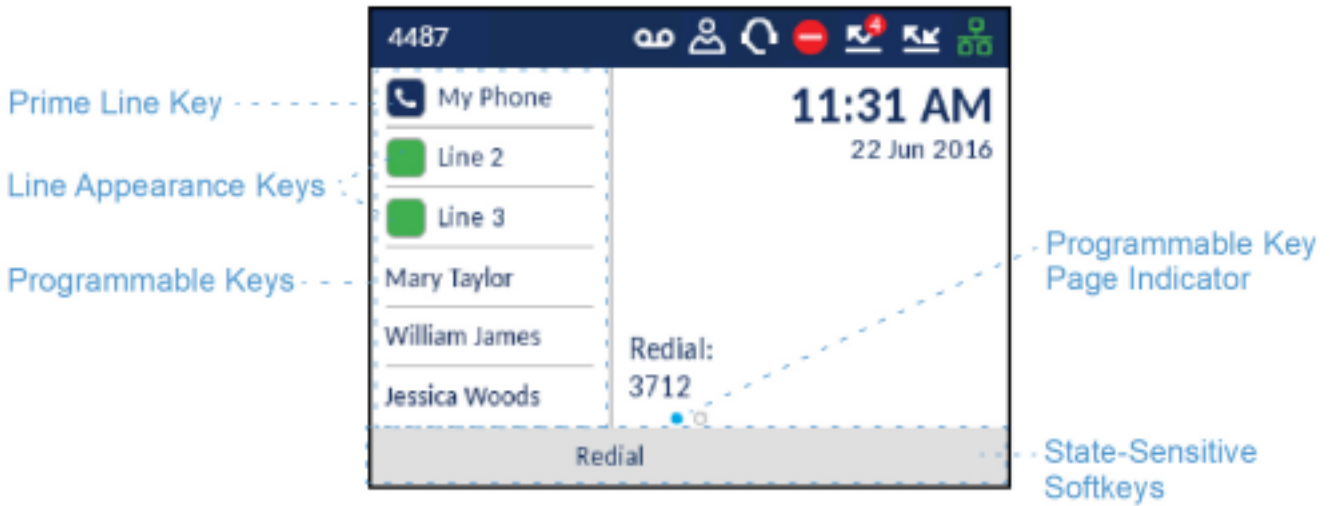 4487
4
Prime Line Key
My Phone
11:31 AM
22 Jun 2016
Line Appearance Keys
Line 2
Line 3
Programmable Keys
Mary Taylor
William James
Jessica Woods
Redial:
3712
Programmable Key
Page Indicator
Redial
State-Sensitive
Softkeys